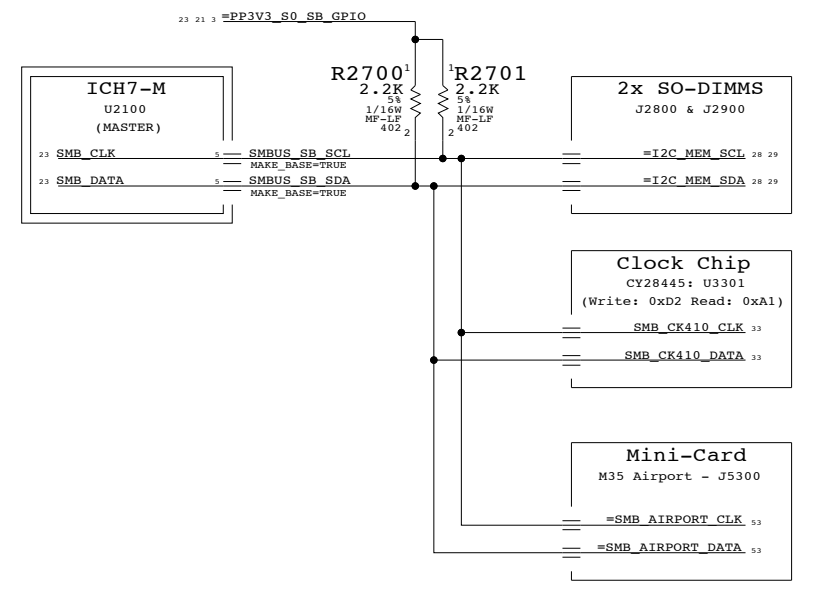 23 21 3 =PP3V3_S0_SB_GPIO
R2700 1
2.2K
5%
1/16W
MF-LF
402
2
1 R2701
2.2K
5%
1/16W
MF-LF
402
2
ICH7-M
U2100
(MASTER)
23 SMB_CLK 5 SMBUS_SB_SCL
MAKE_BASE=TRUE
23 SMB_DATA 5 SMBUS_SB_SDA
MAKE_BASE=TRUE
2x SO-DIMMS
J2800 & J2900
=I2C_MEM_SCL 28 29
=I2C_MEM_SDA 28 29
Clock Chip
CY28445: U3301
(Write: 0xD2 Read: 0xA1)
SMB_CK410_CLK 33
SMB_CK410_DATA 33
Mini-Card
M35 Airport - J5300
=SMB_AIRPORT_CLK 53
=SMB_AIRPORT_DATA 53